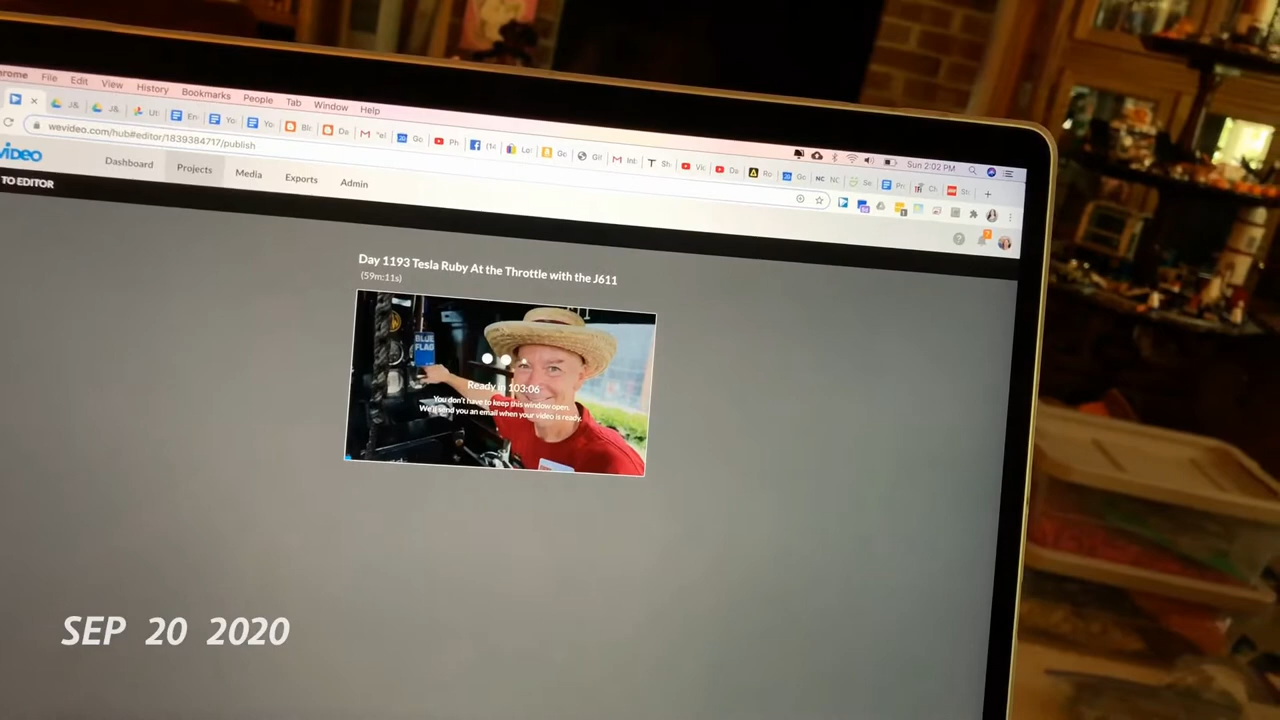 File Edit View History Bookmarks People Tab Window Help
Sun 2:02 PM
wevideo.com/hub#editor/1839384717/publish
Dashboard Projects Media Exports Admin
TO EDITOR
Day 1193 Tesla Ruby At the Throttle with the J611
(59m:11s)
BLUE
FLAG
Ready in 103:06
You don't have to keep this window open.
We'll send you an email when your video is ready.
SEP 20 2020